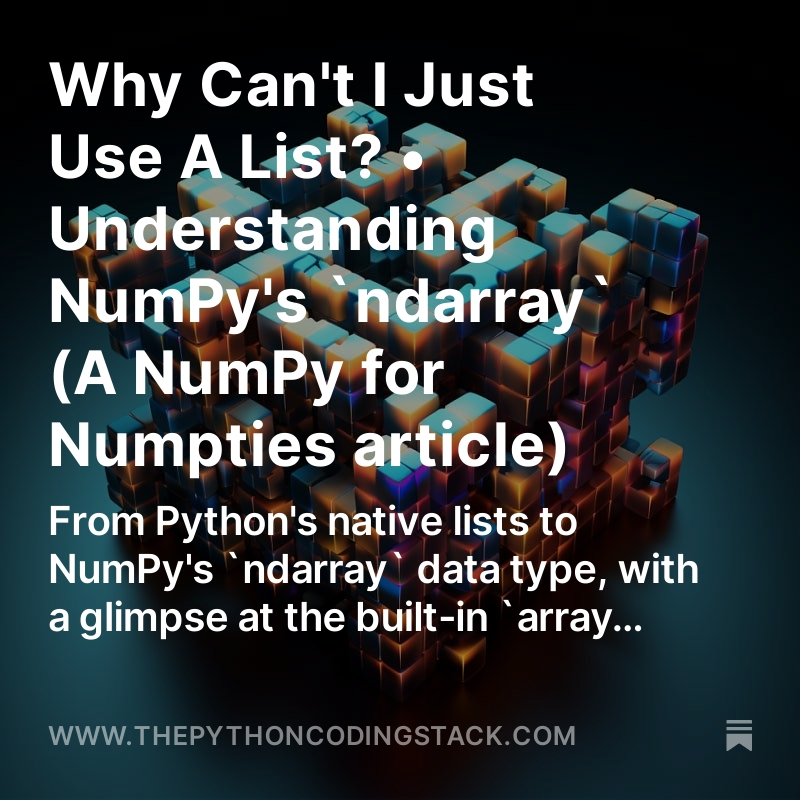 Why Can't I Just
Use A List? •
Understanding
NumPy's `ndarray`
(A NumPy for
Numpties article)
From Python's native lists to
NumPy's `ndarray` data type, with
a glimpse at the built-in `array...
WWW.THEPYTHONCODINGSTACK.COM